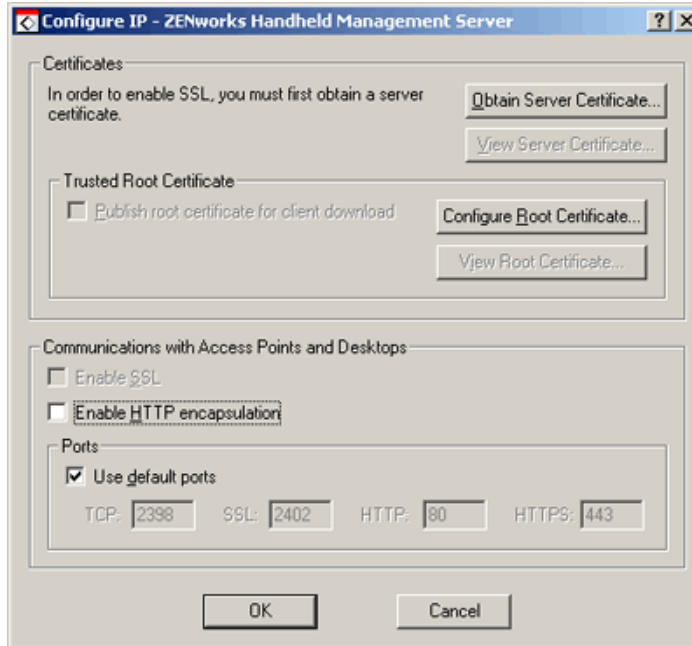 Configure IP - ZENworks Handheld Management Server
Certificates
In order to enable SSL, you must first obtain a server
certificate.
Obtain Server Certificate...
View Server Certificate...
Trusted Root Certificate
Publish root certificate for client download
Configure Root Certificate...
View Root Certificate...
Communications with Access Points and Desktops
Enable SSL
Enable HTTP encapsulation
Ports
Use default ports
TCP: 2398 SSL: 2402 HTTP: 80 HTTPS: 443
OK Cancel